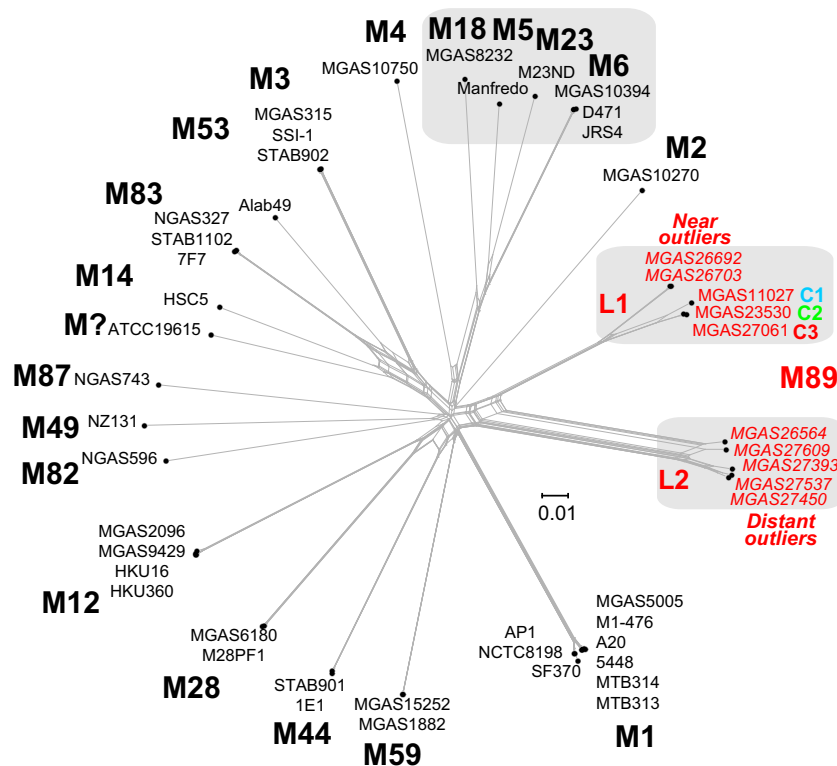 M4
MGAS10750
M18
MGAS8232
M5
Manfredo
M23
M23ND
M6
MGAS10394
D471
JRS4
M3
MGAS315
SSI-1
STAB902
M53
Alab49
M83
NGAS327
STAB1102
7F7
M14
HSC5
M?
ATCC19615
M87
NGAS743
M49
NZ131
M82
NGAS596
M12
MGAS2096
MGAS9429
HKU16
HKU360
M28
MGAS6180
M28PF1
M44
STAB901
1E1
M59
MGAS15252
MGAS1882
M1
AP1
NCTC8198
SF370
MGAS5005
M1-476
A20
5448
MTB314
MTB313
M2
MGAS10270
Near
outliers
MGAS26692
MGAS26703
L1
MGAS11027 C1
MGAS23530 C2
MGAS27061 C3
M89
L2
MGAS26564
MGAS27609
MGAS27393
MGAS27537
MGAS27450
Distant
outliers
0.01